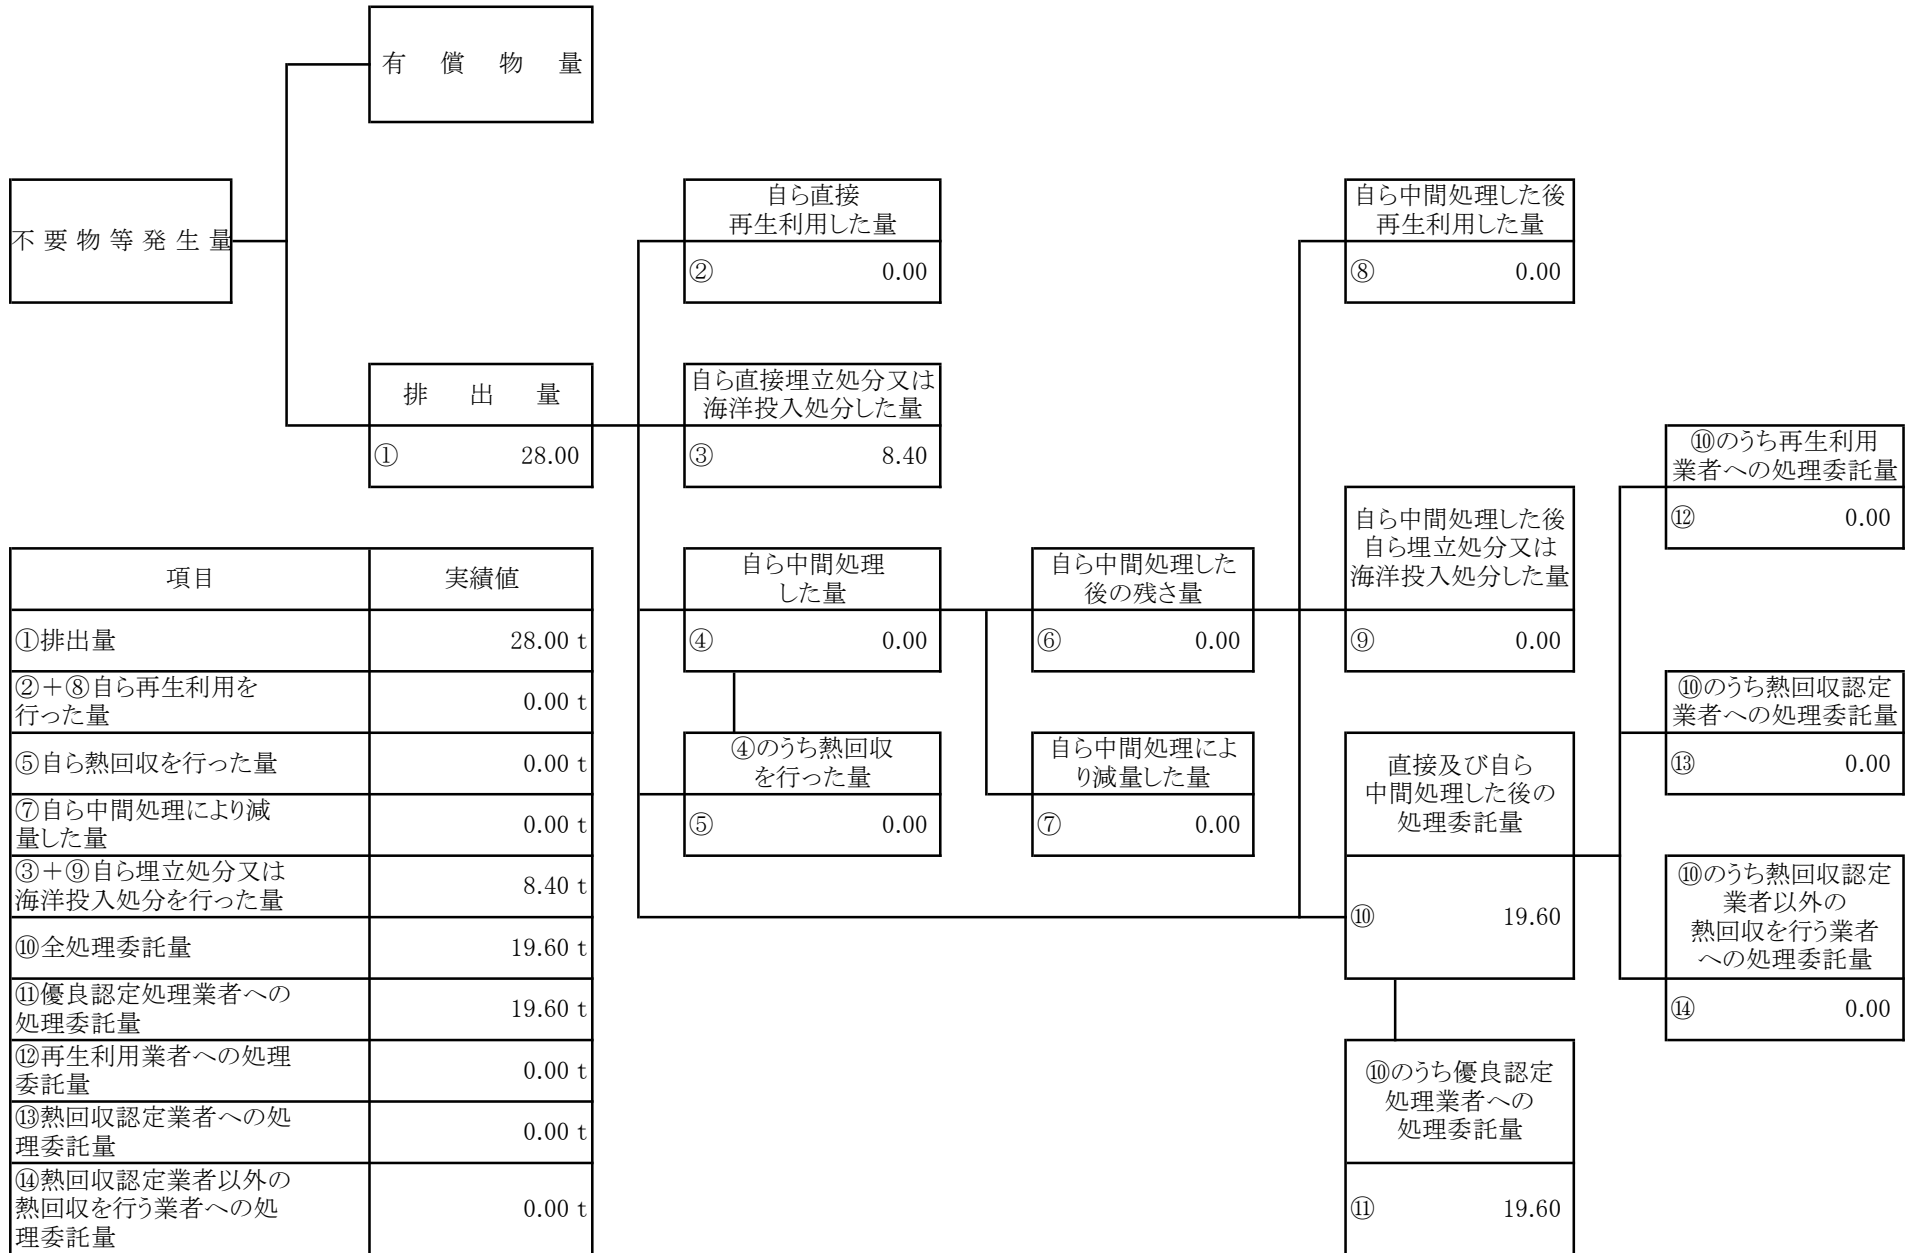 有　償　物　量
不 要 物 等 発 生 量
自ら直接
再生利用した量
② 0.00
自ら中間処理した後
再生利用した量
⑧ 0.00
排　出　量
① 28.00
自ら直接埋立処分又は
海洋投入処分した量
③ 8.40
⑩のうち再生利用
業者への処理委託量
⑫ 0.00
自ら中間処理した後
自ら埋立処分又は
海洋投入処分した量
⑨ 0.00
自ら中間処理
した量
④ 0.00
自ら中間処理した
後の残さ量
⑥ 0.00
⑩のうち熱回収認定
業者への処理委託量
⑬ 0.00
④のうち熱回収
を行った量
⑤ 0.00
自ら中間処理によ
り減量した量
⑦ 0.00
直接及び自ら
中間処理した後の
処理委託量
⑩ 19.60
⑩のうち熱回収認定
業者以外の
熱回収を行う業者
への処理委託量
⑭ 0.00
⑩のうち優良認定
処理業者への
処理委託量
⑪ 19.60
項目 実績値
①排出量 28.00 t
②＋⑧自ら再生利用を
行った量 0.00 t
⑤自ら熱回収を行った量 0.00 t
⑦自ら中間処理により減
量した量 0.00 t
③＋⑨自ら埋立処分又は
海洋投入処分を行った量 8.40 t
⑩全処理委託量 19.60 t
⑪優良認定処理業者への
処理委託量 19.60 t
⑫再生利用業者への処理
委託量 0.00 t
⑬熱回収認定業者への処
理委託量 0.00 t
⑭熱回収認定業者以外の
熱回収を行う業者への処
理委託量 0.00 t